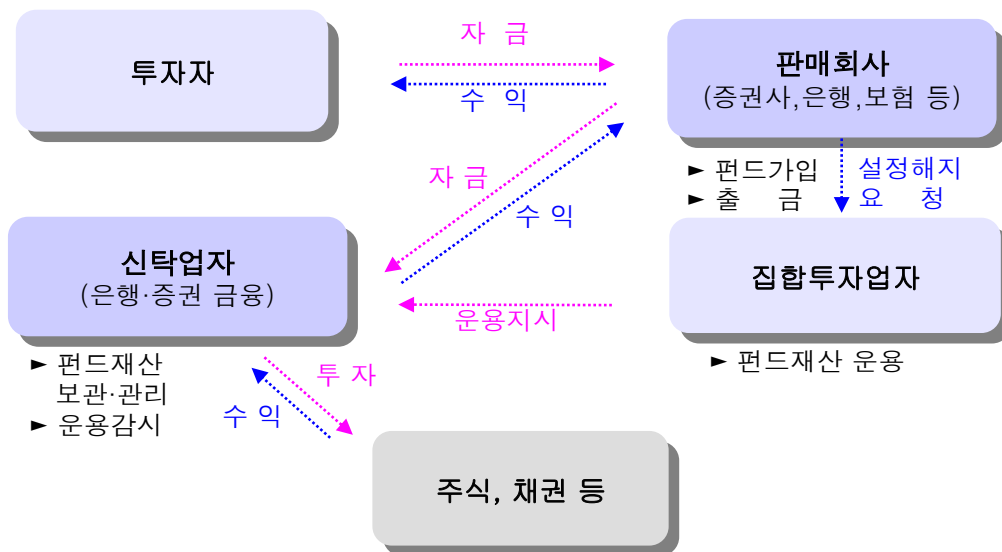 자 금
투자자
수 익
판매회사
(증권사,은행,보험 등)
► 펀드가입
► 출 금
설정해지
요 청
자 금
수 익
신탁업자
(은행·증권 금융)
집합투자업자
운용지시
► 펀드재산
보관·관리
► 운용감시
► 펀드재산 운용
투 자
수 익
주식, 채권 등